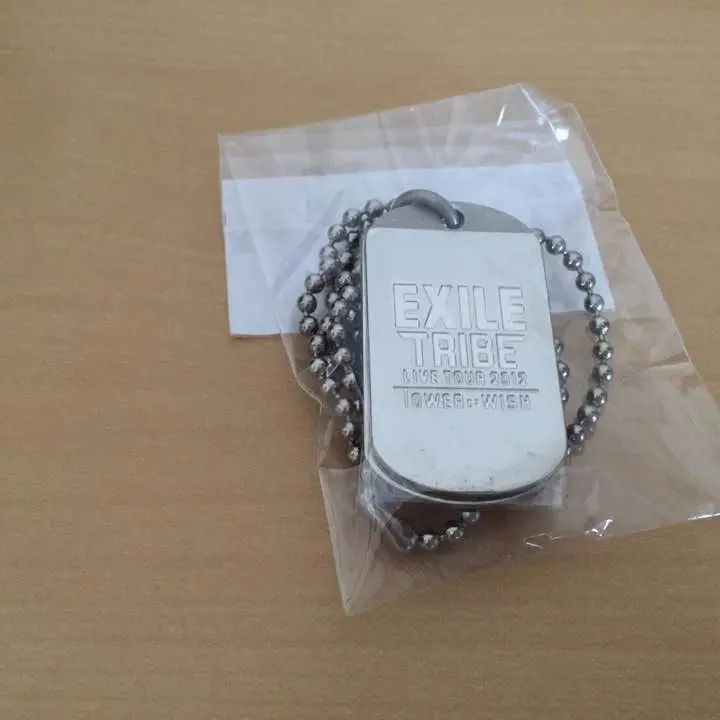 EXILE
TRIBE
LIVE TOUR 2012
TOWER OF WISH